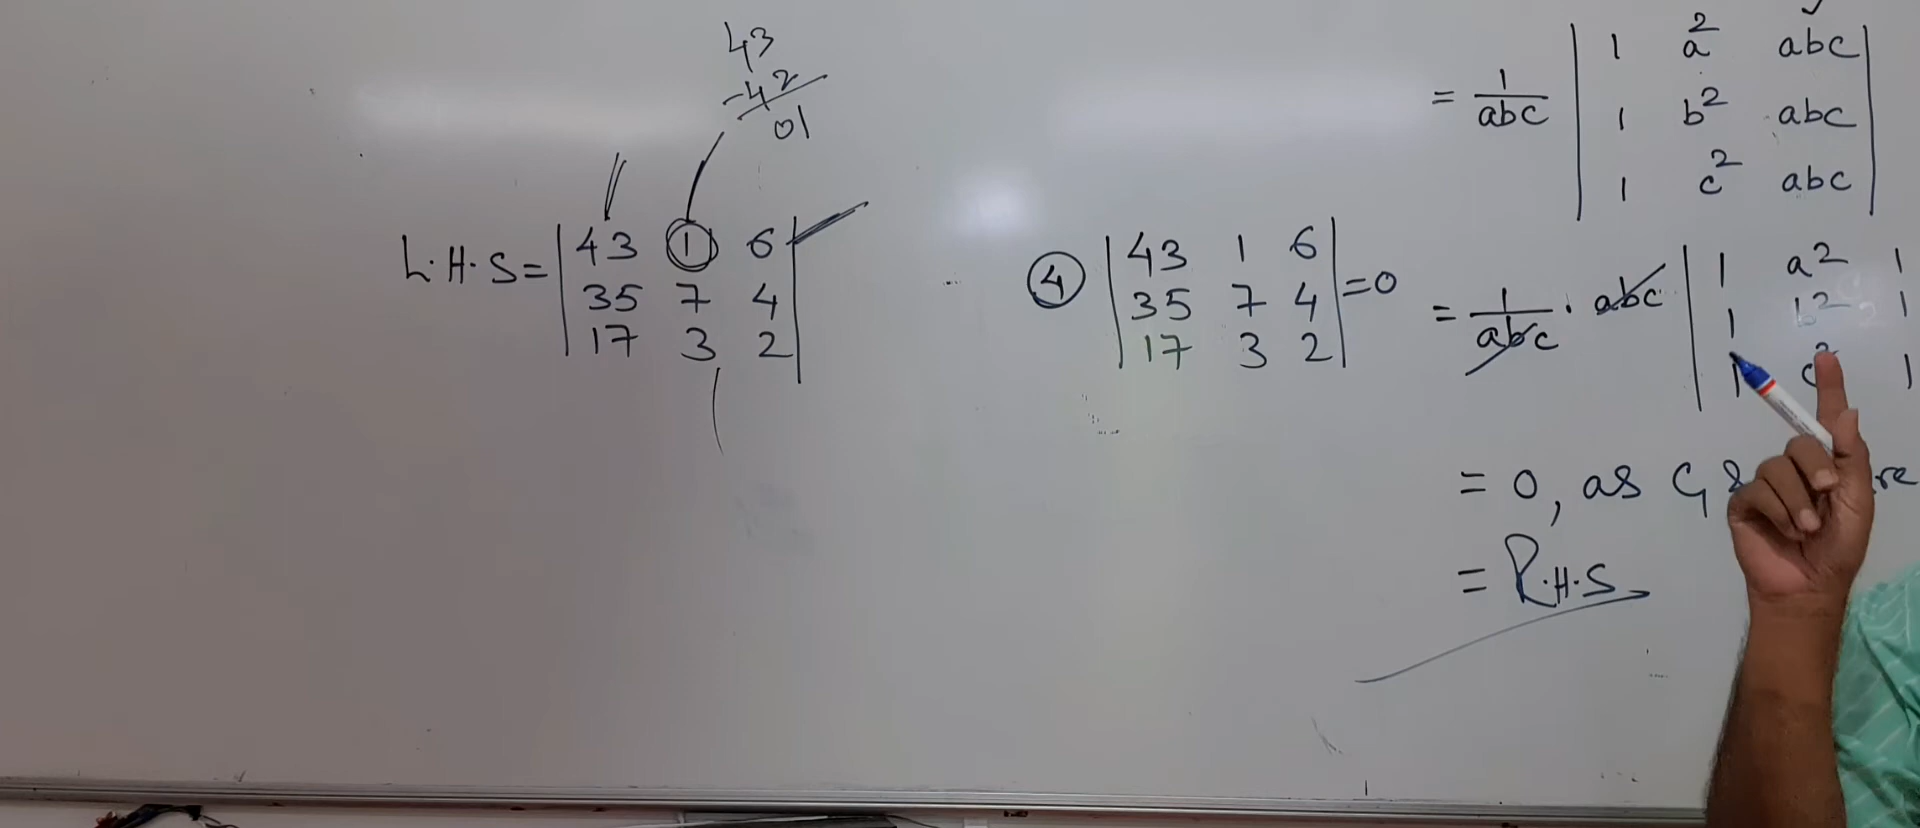 43
-42
01
L.H.S = | 43 1 6 |
| 35 7 4 |
| 17 3 2 |
④ | 43 1 6 | = 0
| 35 7 4 |
| 17 3 2 |
= 1/abc | 1 a² abc |
| 1 b² abc |
| 1 c² abc |
= 1/abc · abc | 1 a2 1
| 1 b2 1
| 1 c2 1
= 0, as C₁ & re
= R.H.S